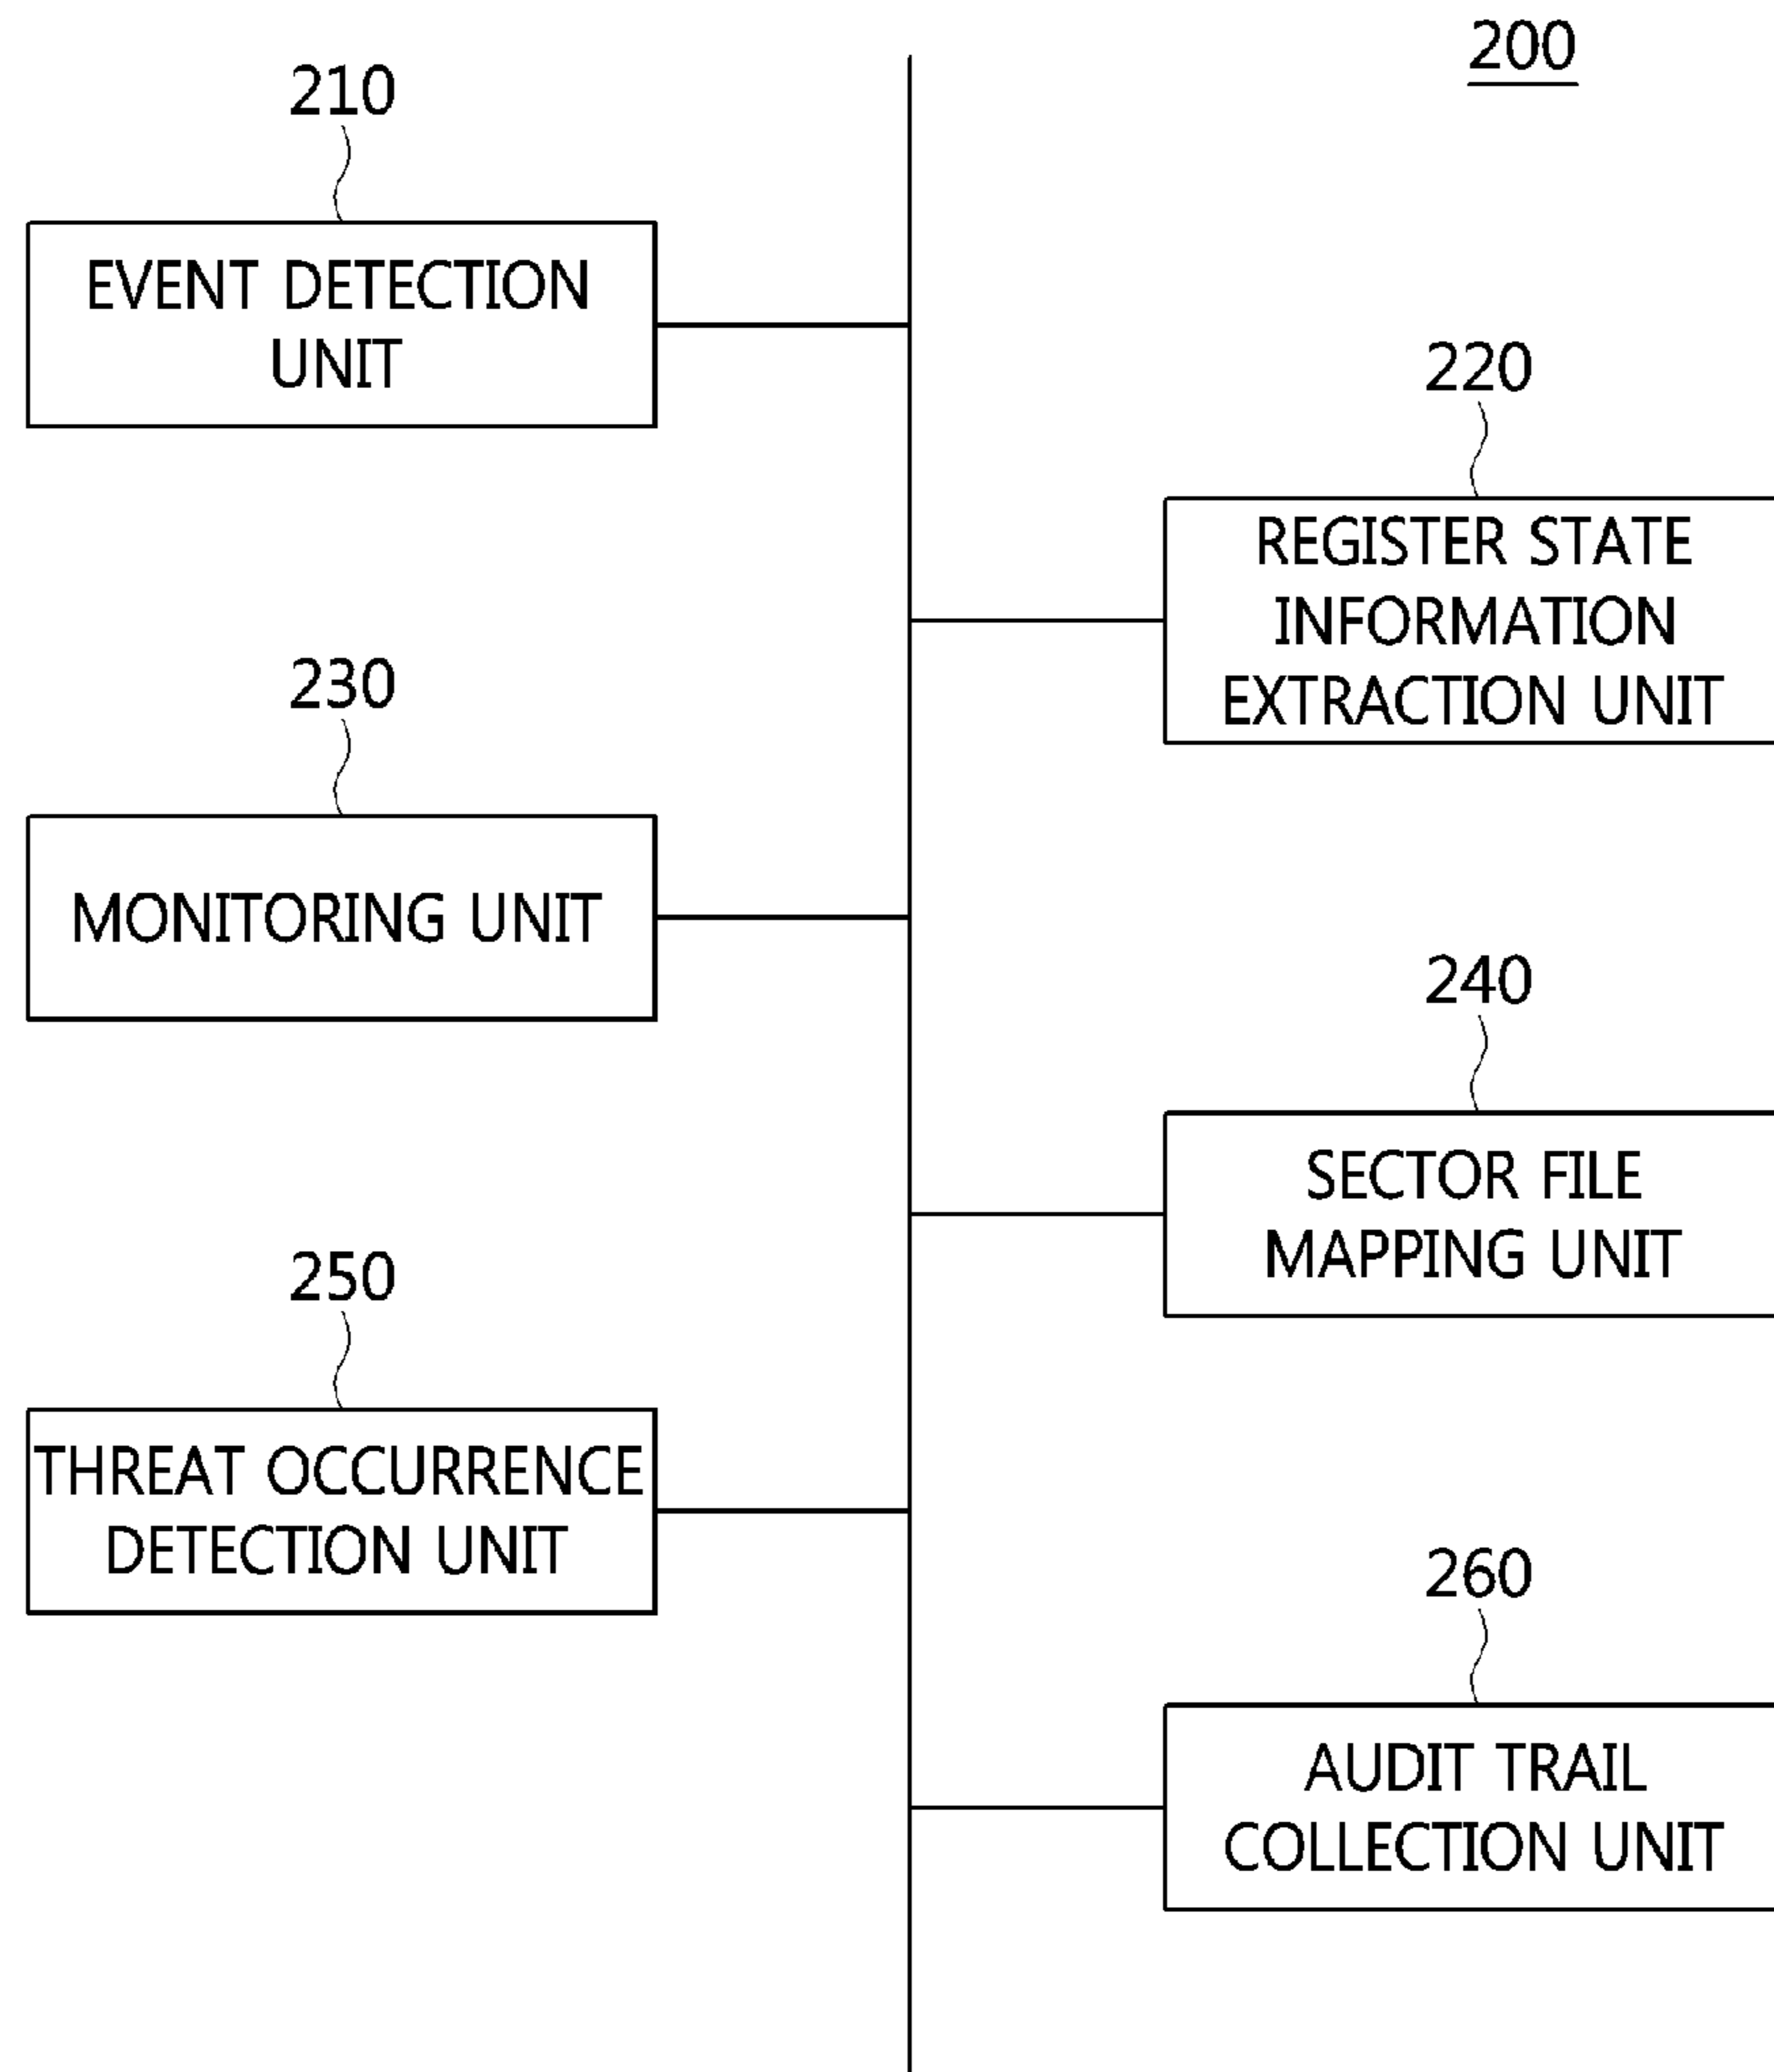 200
210
EVENT DETECTION
UNIT
220
REGISTER STATE
INFORMATION
EXTRACTION UNIT
230
MONITORING UNIT
240
SECTOR FILE
MAPPING UNIT
250
THREAT OCCURRENCE
DETECTION UNIT
260
AUDIT TRAIL
COLLECTION UNIT